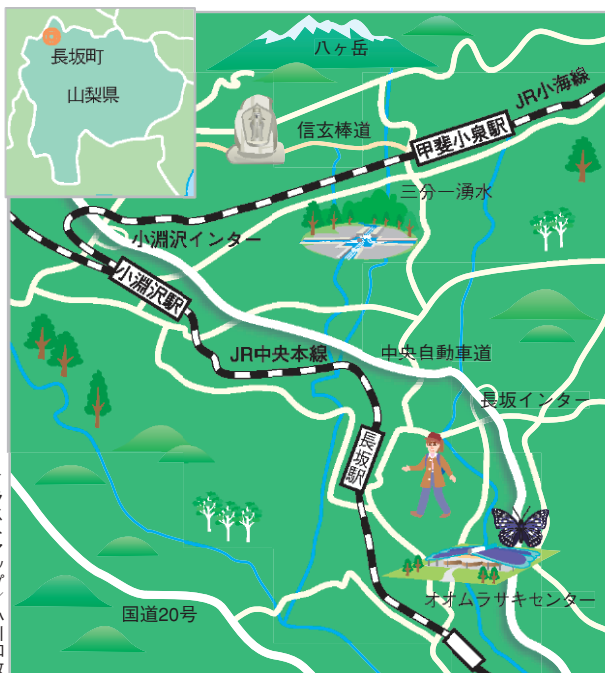 長坂町
山梨県
八ヶ岳
JR小海線
信玄棒道
甲斐小泉駅
三分一湧水
小淵沢インター
小淵沢駅
JR中央本線
中央自動車道
長坂インター
長坂駅
オオムラサキセンター
国道20号